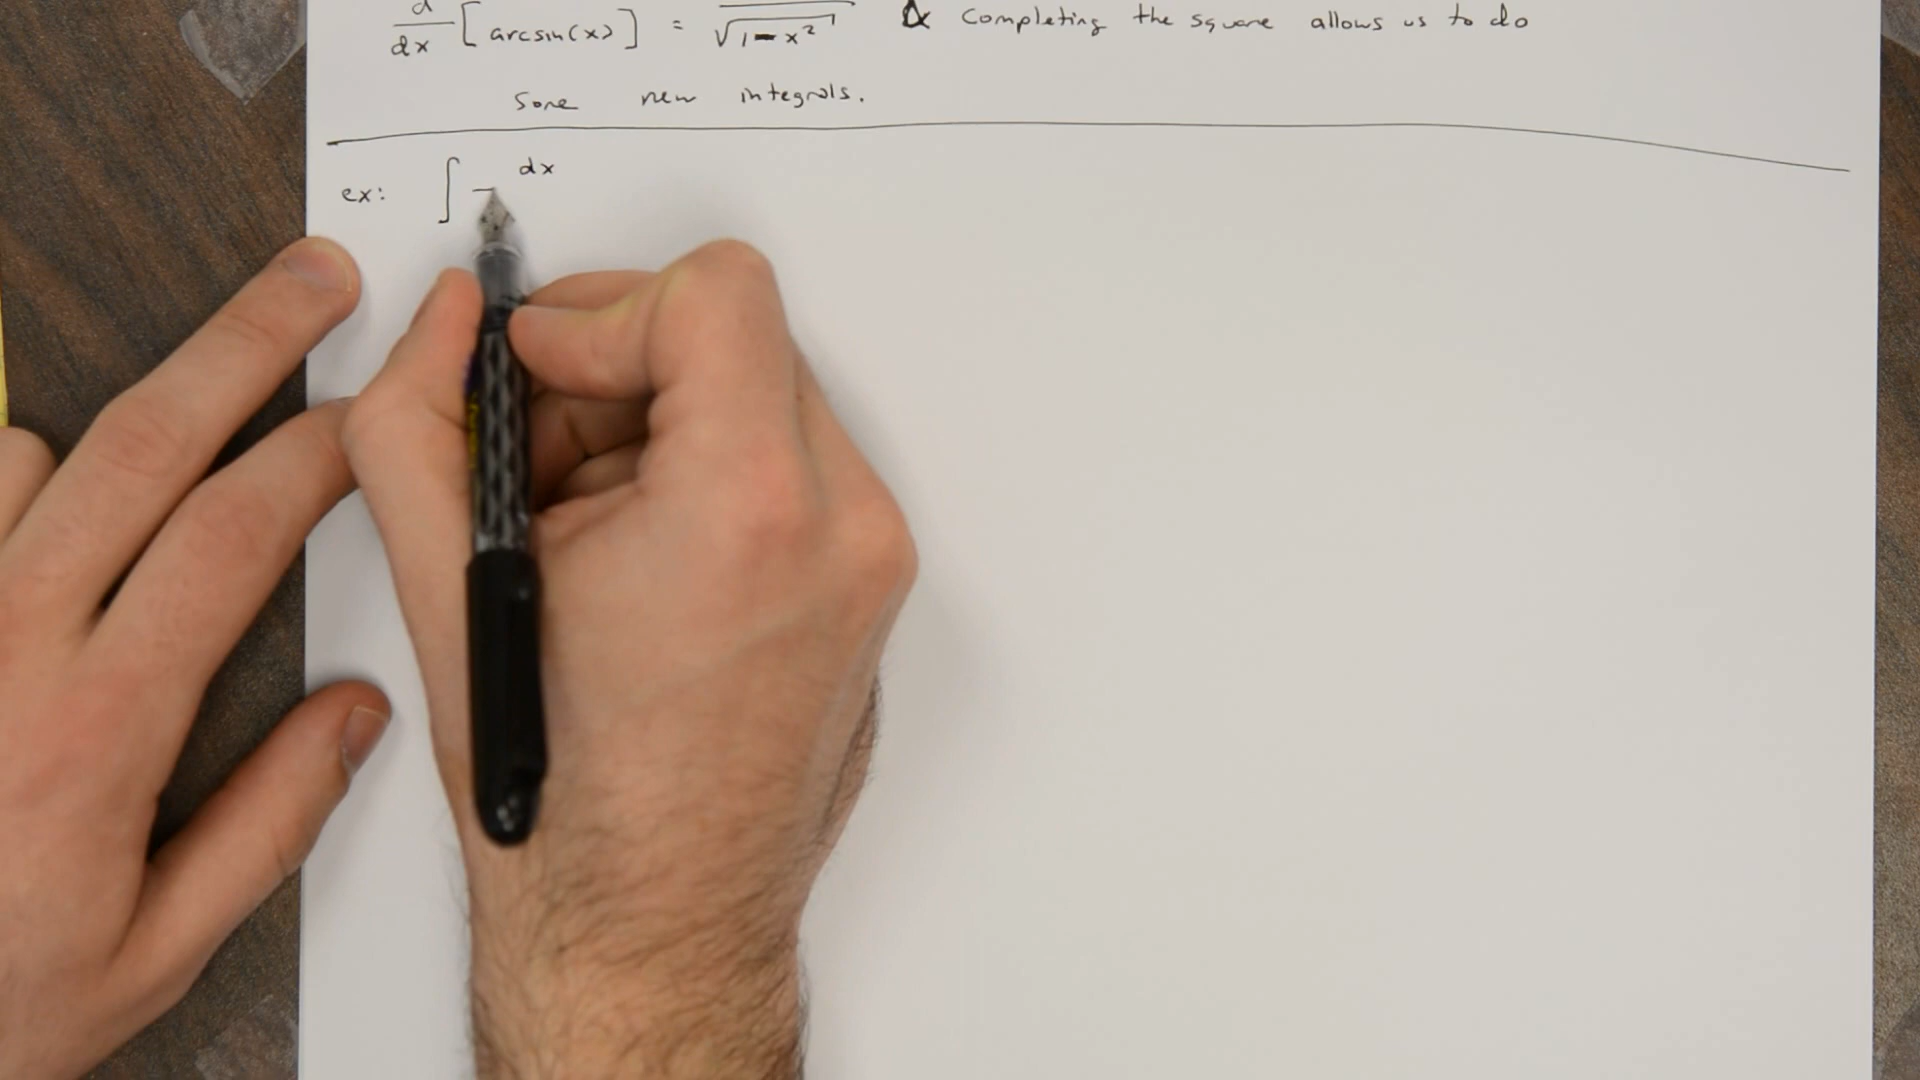 d/dx [arcsin(x)] = 1/√(1-x²) & Completing the square allows us to do
Some new integrals.
ex: ∫ dx